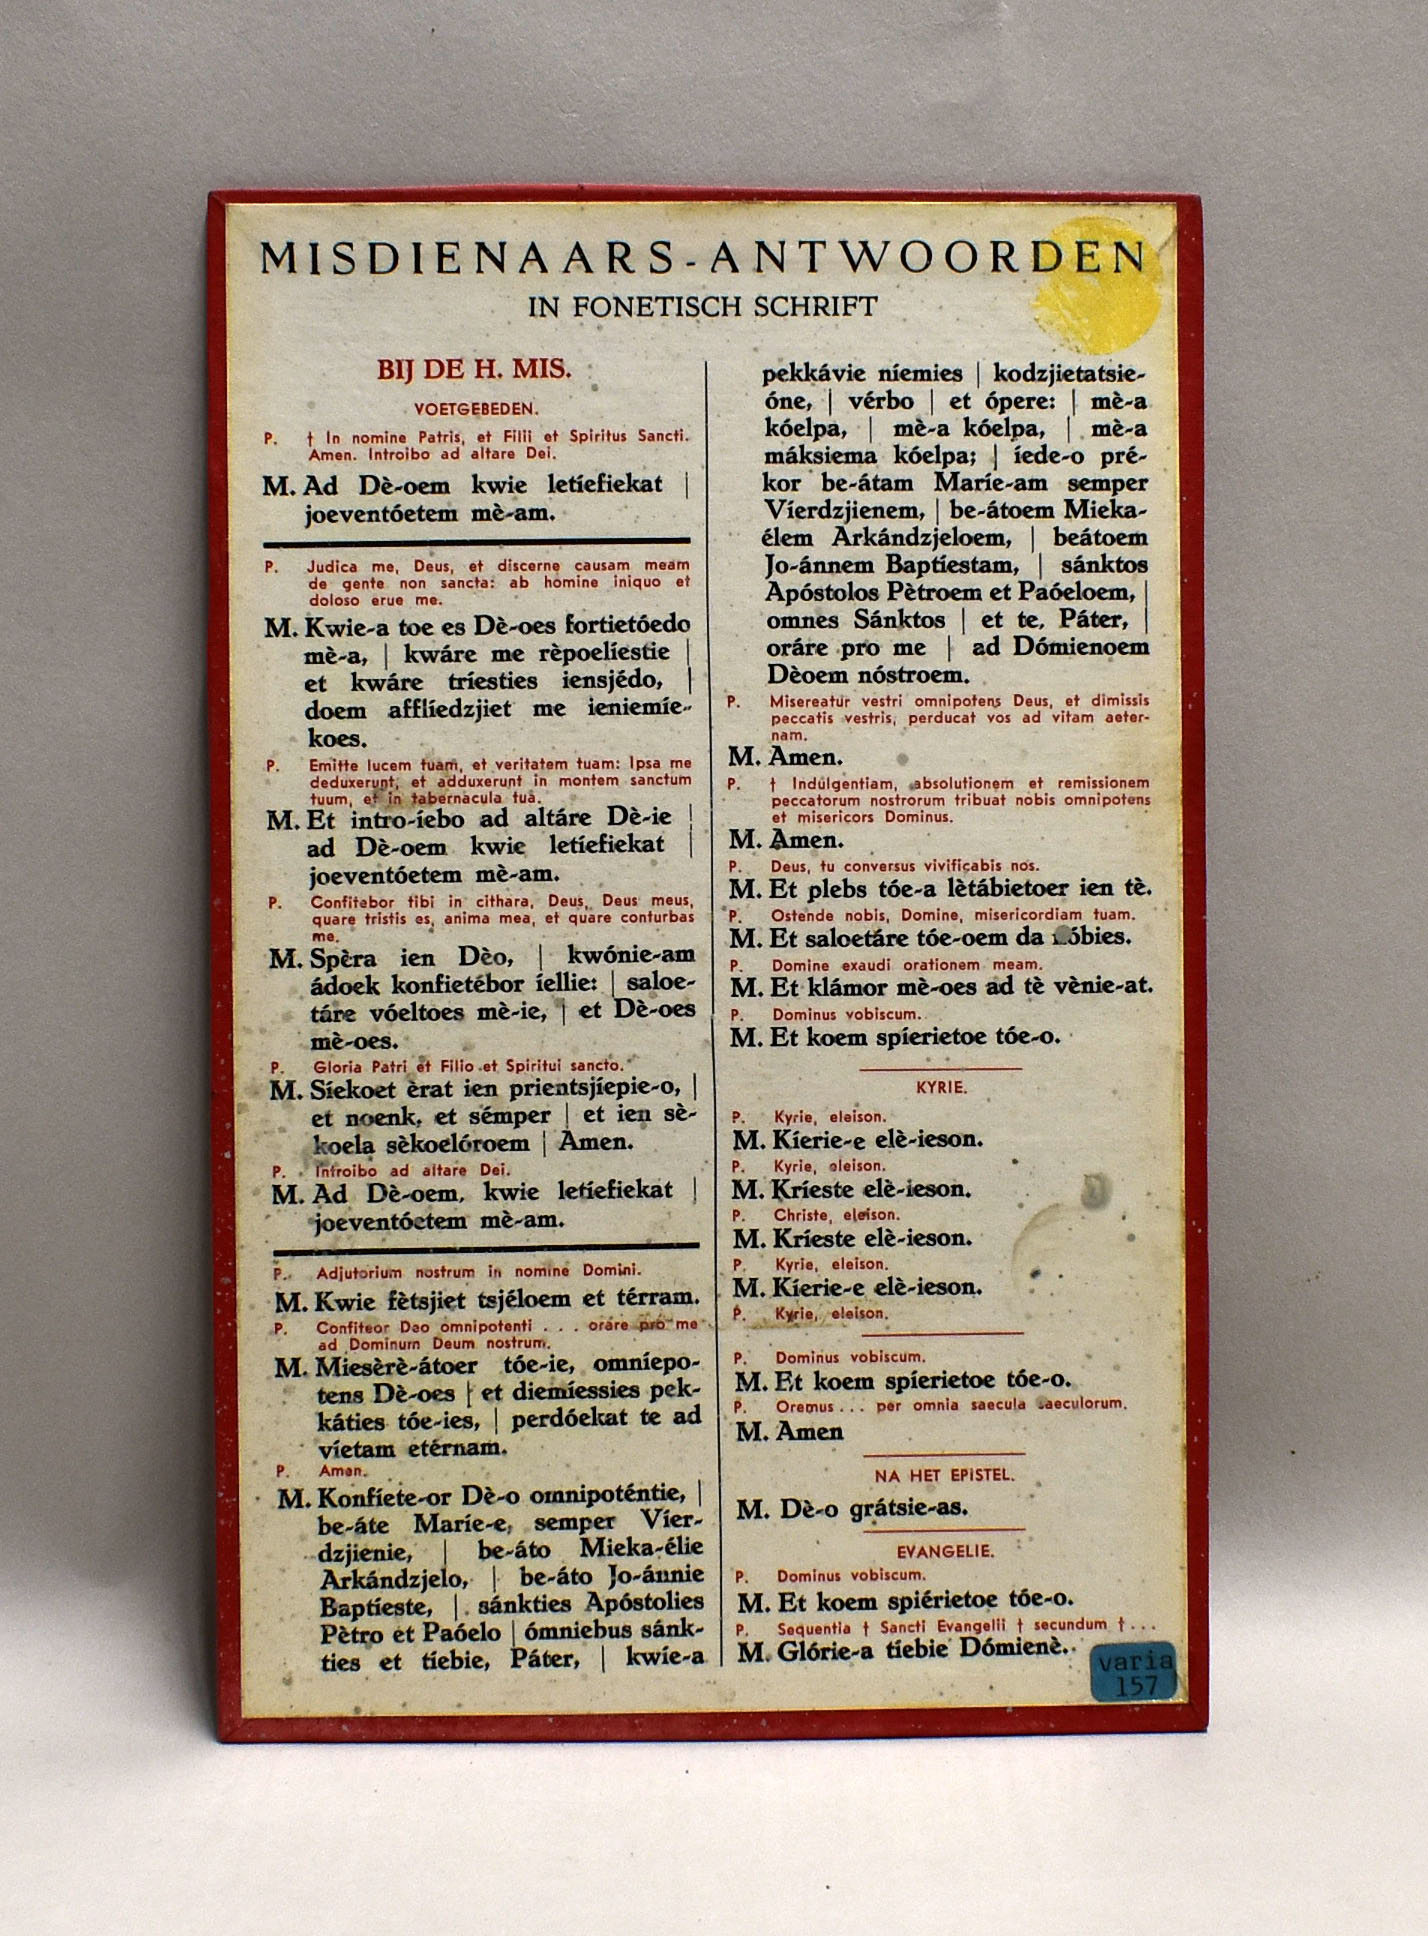 MISDIENAARS-ANTWOORDEN
IN FONETISCH SCHRIFT
BIJ DE H. MIS.
VOETGEBEDEN.
P. † In nomine Patris, et Filii et Spiritus Sancti.
Amen. Introibo ad altare Dei.
M. Ad Dè-oem kwie letíefiekat |
joeventóetem mè-am.
P. Judica me, Deus, et discerne causam meam
de gente non sancta: ab homine iniquo et
doloso erue me.
M. Kwie-a toe es Dè-oes fortietóedo
mè-a, | kwáre me rèpoelíestie |
et kwáre tríesties iensjédo, |
doem afflíedzjiet me ieniemíe-
koes.
P. Emitte lucem tuam, et veritatem tuam: Ipsa me
deduxerunt, et adduxerunt in montem sanctum
tuum, et in tabernacula tua.
M. Et intro-íebo ad altáre Dè-ie |
ad Dè-oem kwie letíefiekat |
joeventóetem mè-am.
P. Confitebor tibi in cithara, Deus, Deus meus,
quare tristis es, anima mea, et quare conturbas
me.
M. Spèra ien Dèo, | kwónie-am
ádoek konfietébor íellie: | saloe-
táre vóeltoes mè-ie, | et Dè-oes
mè-oes.
P. Gloria Patri et Filio et Spiritui sancto.
M. Síekoet èrat ien prientsjíepie-o, |
et noenk, et sémper | et ien sè-
koela sèkoelóroem | Amen.
P. Introibo ad altare Dei.
M. Ad Dè-oem, kwie letíefiekat |
joeventóetem mè-am.
P. Adjutorium nostrum in nomine Domini.
M. Kwie fètsjiet tsjéloem et térram.
P. Confiteor Deo omnipotenti . . . oráre pro me
ad Dominum Deum nostrum.
M. Miesèrè-átoer tóe-ie, omníepo-
tens Dè-oes | et diemíessies pek-
káties tóe-ies, | perdóekat te ad
víetam etérnam.
P. Amen.
M. Konfíete-or Dè-o omnipoténtie, |
be-áte Maríe-e, semper Víer-
dzjienie, | be-áto Mieka-élie
Arkándzjelo, | be-áto Jo-ánnie
Baptíeste, | sánkties Apóstolies
Pètro et Paóelo | ómniebus sánk-
ties et tíebie, Páter, | kwíe-a
pekkávie níemies | kodzjietatsie-
óne, | vérbo | et ópere: | mè-a
kóelpa, | mè-a kóelpa, | mè-a
máksiema kóelpa; | íede-o pré-
kor be-átam Maríe-am semper
Víerdzjienem, | be-átoem Mieka-
élem Arkándzjeloem, | beátoem
Jo-ánnem Baptíestam, | sánktos
Apóstolos Pètroem et Paóeloem, |
omnes Sánktos | et te, Páter, |
oráre pro me | ad Dómienoem
Dèoem nóstroem.
P. Misereatur vestri omnipotens Deus, et dimissis
peccatis vestris, perducat vos ad vitam aeter-
nam.
M. Amen.
P. † Indulgentiam, absolutionem et remissionem
peccatorum nostrorum tribuat nobis omnipotens
et misericors Dominus.
M. Amen.
P. Deus, tu conversus vivificabis nos.
M. Et plebs tóe-a lètábietoer ien tè.
P. Ostende nobis, Domine, misericordiam tuam.
M. Et saloetáre tóe-oem da nóbies.
P. Domine exaudi orationem meam.
M. Et klámor mè-oes ad tè vènie-at.
P. Dominus vobiscum.
M. Et koem spíerietoe tóe-o.
KYRIE.
P. Kyrie, eleison.
M. Kíerie-e elè-ieson.
P. Kyrie, eleison.
M. Krieste elè-ieson.
P. Christe, eleison.
M. Krieste elè-ieson.
P. Kyrie, eleison.
M. Kíerie-e elè-ieson.
P. Kyrie, eleison.
P. Dominus vobiscum.
M. Et koem spíerietoe tóe-o.
P. Oremus . . . per omnia saecula saeculorum.
M. Amen
NA HET EPISTEL.
M. Dè-o grátsie-as.
EVANGELIE.
P. Dominus vobiscum.
M. Et koem spiérietoe tóe-o.
P. Sequentia † Sancti Evangelii † secundum † . . .
M. Glórie-a tíebie Dómienè.
varia
157